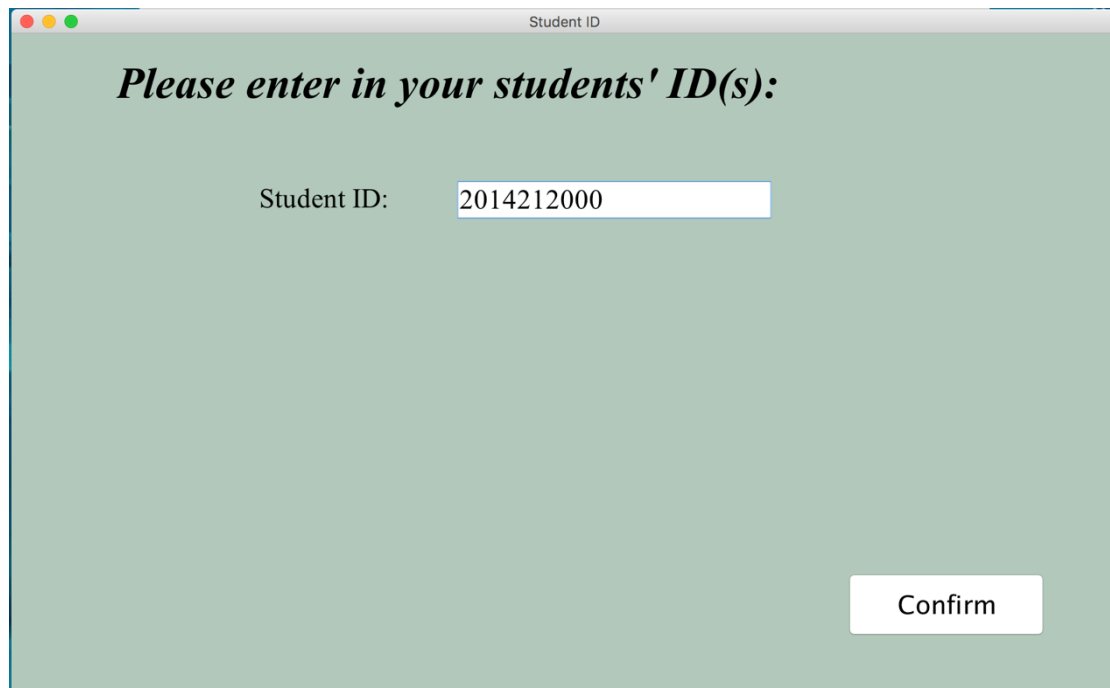 Student ID
Please enter in your students' ID(s):
Student ID: 2014212000
Confirm